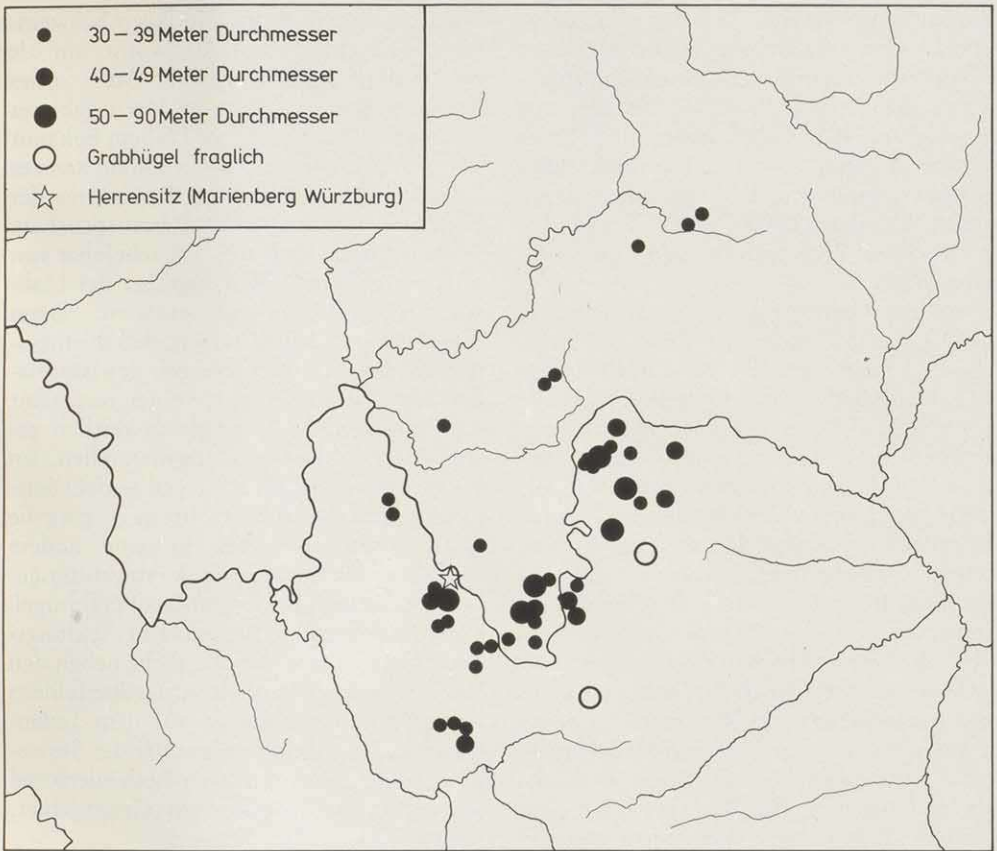 30 – 39 Meter Durchmesser
40 – 49 Meter Durchmesser
50 – 90 Meter Durchmesser
Grabhügel fraglich
Herrensitz (Marienberg Würzburg)